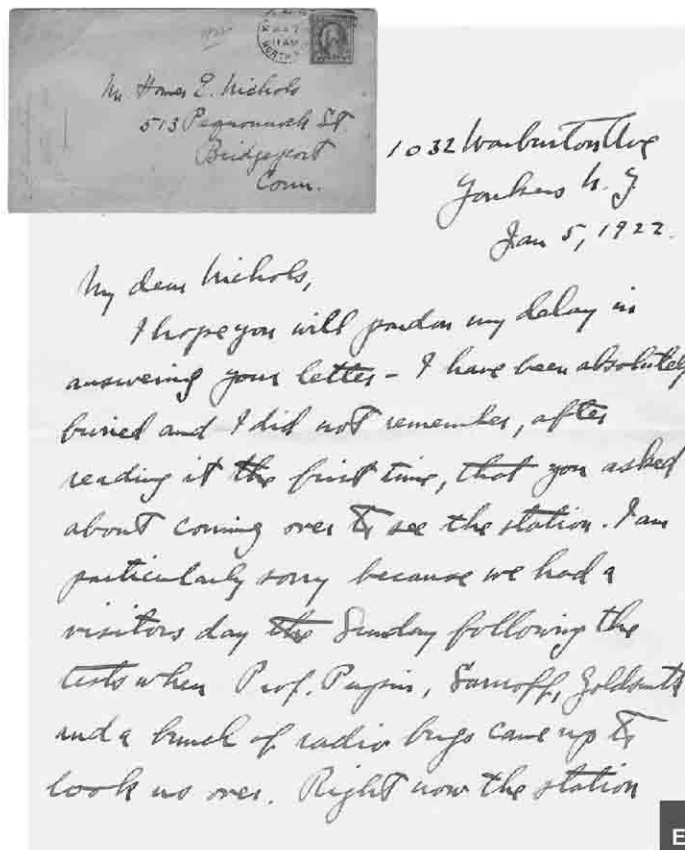 11 AM
NORTH
Mr Homer E. Nichols
513 Pequonnock St
Bridgeport
Conn.
1032 Warburton Ave
Yonkers N. Y.
Jan 5, 1922.
My dear Nichols,
I hope you will pardon my delay in
answering your letter - I have been absolutely
buried and I did not remember, after
reading it the first time, that you asked
about coming over to see the station. I am
particularly sorry because we had a
visitors day the Sunday following the
tests when Prof. Pupin, Sarnoff, Goldsmith
and a bunch of radio bugs came up to
look us over. Right now the station
E